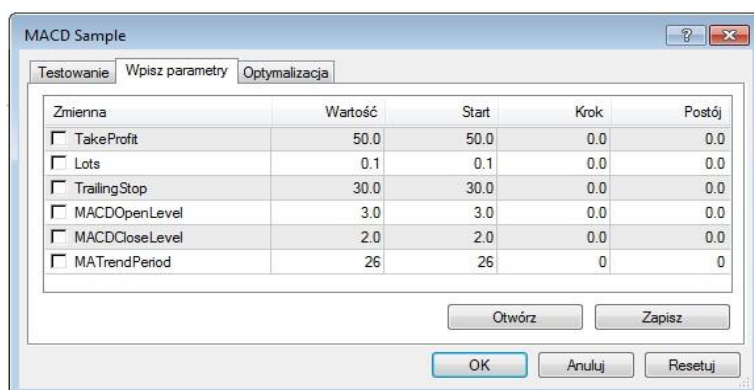 MACD Sample
Testowanie Wpisz parametry Optymalizacja
Zmienna Wartość Start Krok Postój
TakeProfit 50.0 50.0 0.0 0.0
Lots 0.1 0.1 0.0 0.0
TrailingStop 30.0 30.0 0.0 0.0
MACDOpenLevel 3.0 3.0 0.0 0.0
MACDCloseLevel 2.0 2.0 0.0 0.0
MATrendPeriod 26 26 0 0
Otwórz Zapisz
OK Anuluj Resetuj